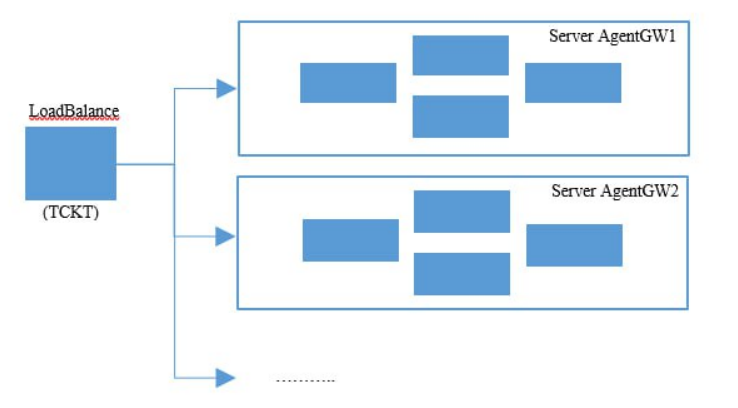 Server AgentGW1
LoadBalance
(TCKT)
Server AgentGW2
...........